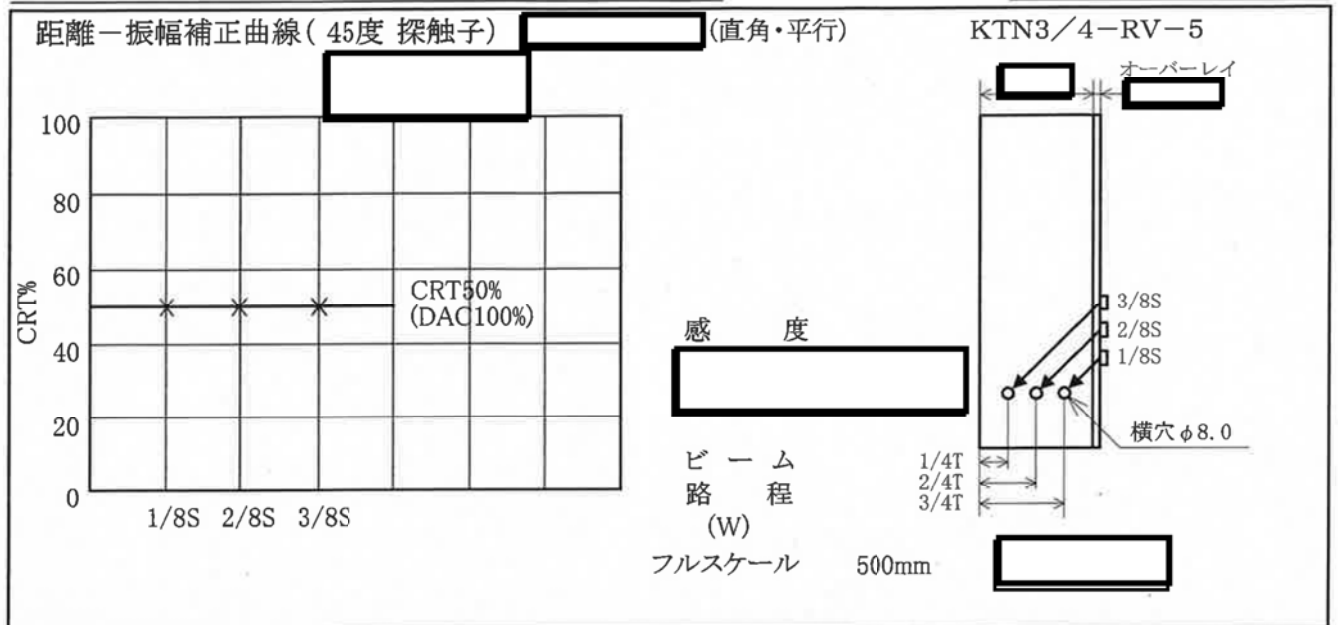 距離－振幅補正曲線( 45度 探触子)
(直角・平行)
KTN3／4－RV－5
オーバーレイ
100
80
60
40
20
0
CRT%
CRT50%
(DAC100%)
1/8S 2/8S 3/8S
感 度
ビ ー ム
路 程
(W)
フルスケール 500mm
3/8S
2/8S
1/8S
横穴φ8.0
1/4T
2/4T
3/4T